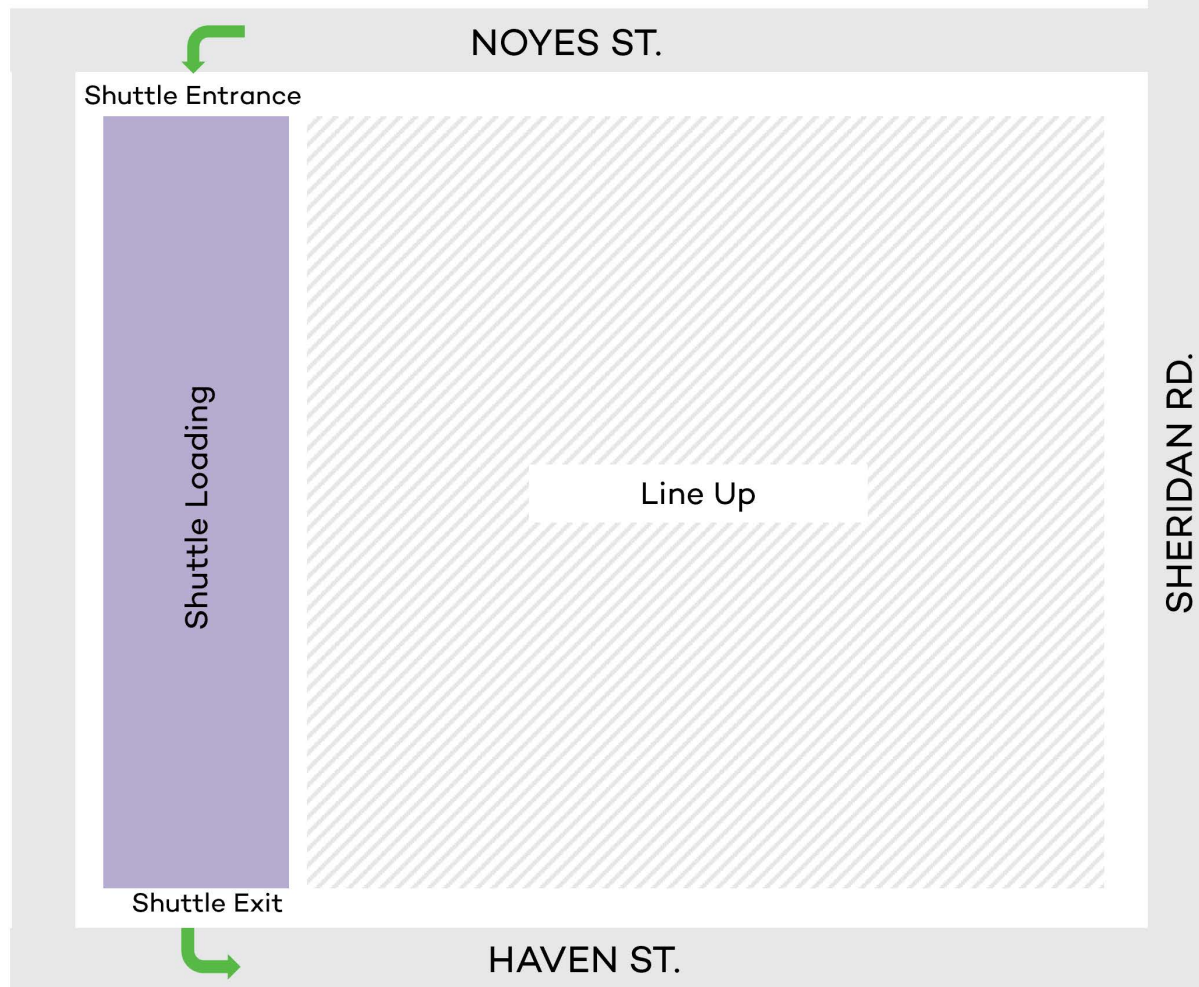 NOYES ST.
Shuttle Entrance
Shuttle Loading
Line Up
SHERIDAN RD.
Shuttle Exit
HAVEN ST.